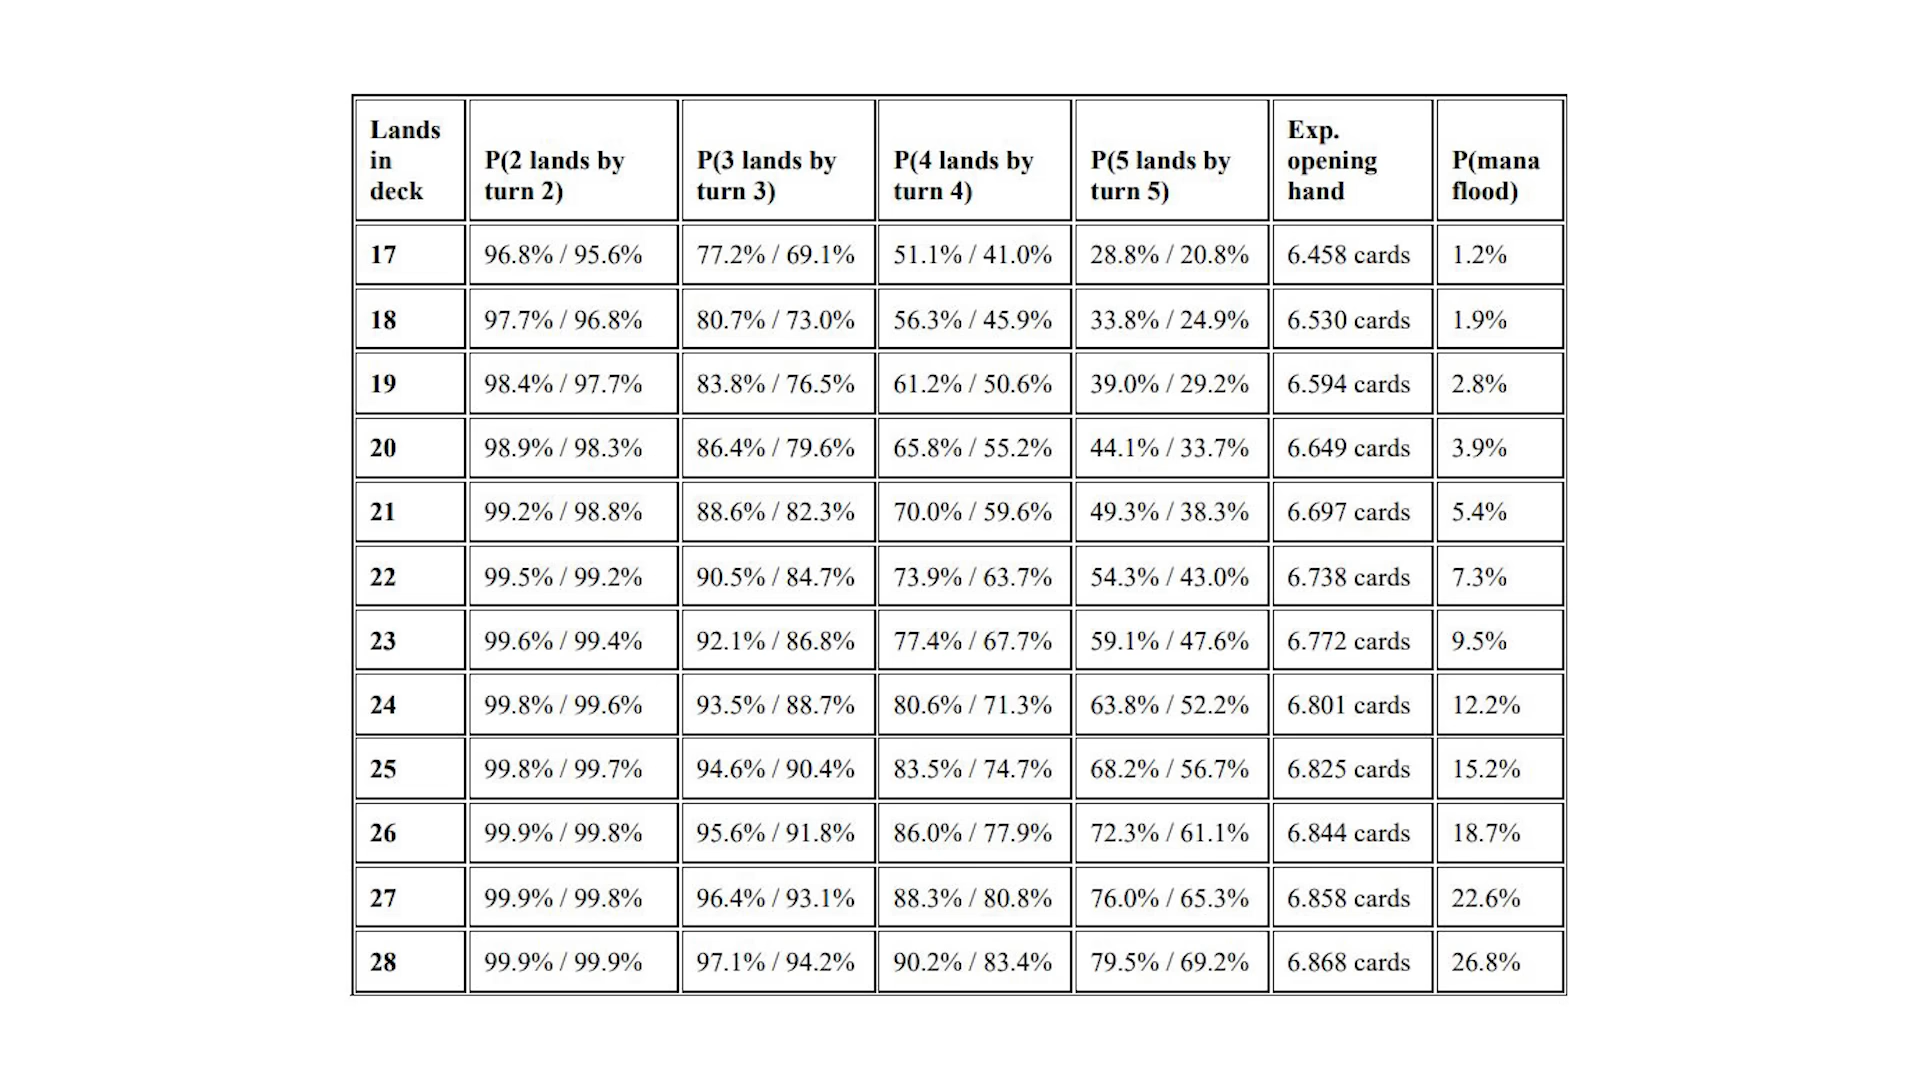 Lands in deck P(2 lands by turn 2) P(3 lands by turn 3) P(4 lands by turn 4) P(5 lands by turn 5) Exp. opening hand P(mana flood)
17 96.8% / 95.6% 77.2% / 69.1% 51.1% / 41.0% 28.8% / 20.8% 6.458 cards 1.2%
18 97.7% / 96.8% 80.7% / 73.0% 56.3% / 45.9% 33.8% / 24.9% 6.530 cards 1.9%
19 98.4% / 97.7% 83.8% / 76.5% 61.2% / 50.6% 39.0% / 29.2% 6.594 cards 2.8%
20 98.9% / 98.3% 86.4% / 79.6% 65.8% / 55.2% 44.1% / 33.7% 6.649 cards 3.9%
21 99.2% / 98.8% 88.6% / 82.3% 70.0% / 59.6% 49.3% / 38.3% 6.697 cards 5.4%
22 99.5% / 99.2% 90.5% / 84.7% 73.9% / 63.7% 54.3% / 43.0% 6.738 cards 7.3%
23 99.6% / 99.4% 92.1% / 86.8% 77.4% / 67.7% 59.1% / 47.6% 6.772 cards 9.5%
24 99.8% / 99.6% 93.5% / 88.7% 80.6% / 71.3% 63.8% / 52.2% 6.801 cards 12.2%
25 99.8% / 99.7% 94.6% / 90.4% 83.5% / 74.7% 68.2% / 56.7% 6.825 cards 15.2%
26 99.9% / 99.8% 95.6% / 91.8% 86.0% / 77.9% 72.3% / 61.1% 6.844 cards 18.7%
27 99.9% / 99.8% 96.4% / 93.1% 88.3% / 80.8% 76.0% / 65.3% 6.858 cards 22.6%
28 99.9% / 99.9% 97.1% / 94.2% 90.2% / 83.4% 79.5% / 69.2% 6.868 cards 26.8%